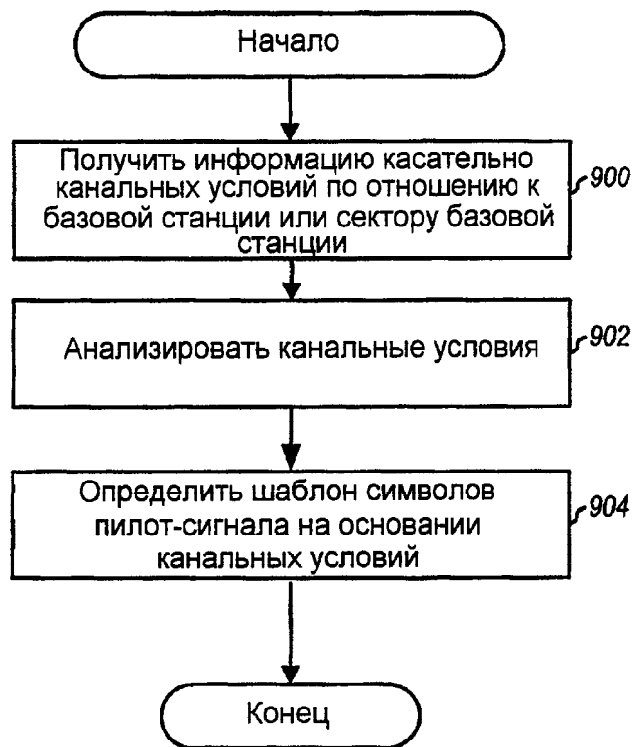 Начало
Получить информацию касательно
канальных условий по отношению к
базовой станции или сектору базовой
станции
900
Анализировать канальные условия
902
Определить шаблон символов
пилот-сигнала на основании
канальных условий
904
Конец